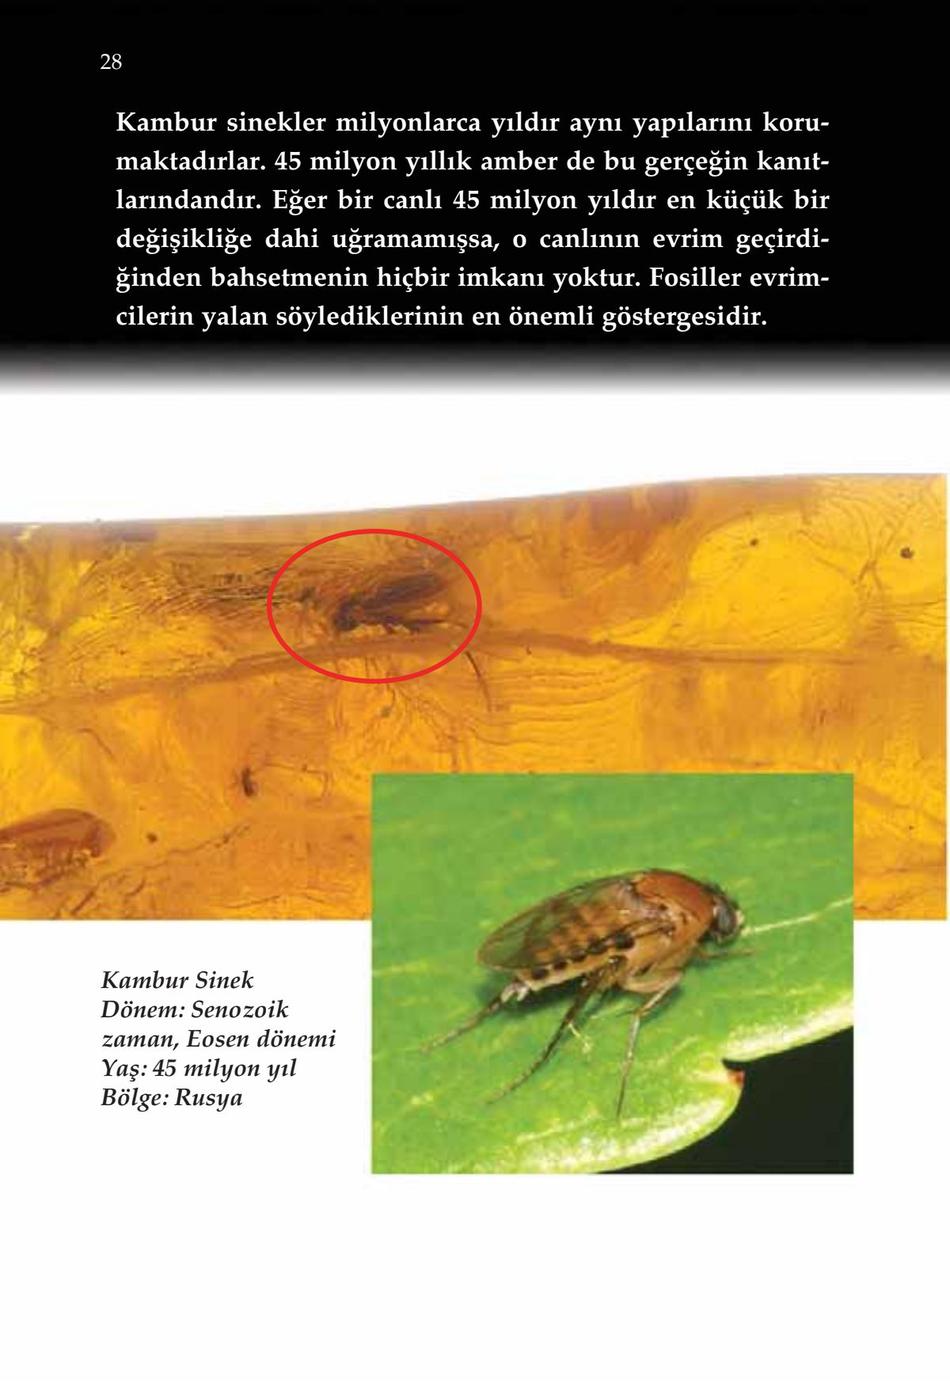 28
Kambur sinekler milyonlarca yıldır aynı yapılarını koru-
maktadırlar. 45 milyon yıllık amber de bu gerçeğin kanıt-
larındandır. Eğer bir canlı 45 milyon yıldır en küçük bir
değişikliğe dahi uğramamışsa, o canlının evrim geçirdi-
ğinden bahsetmenin hiçbir imkanı yoktur. Fosiller evrim-
cilerin yalan söylediklerinin en önemli göstergesidir.
Kambur Sinek
Dönem: Senozoik
zaman, Eosen dönemi
Yaş: 45 milyon yıl
Bölge: Rusya